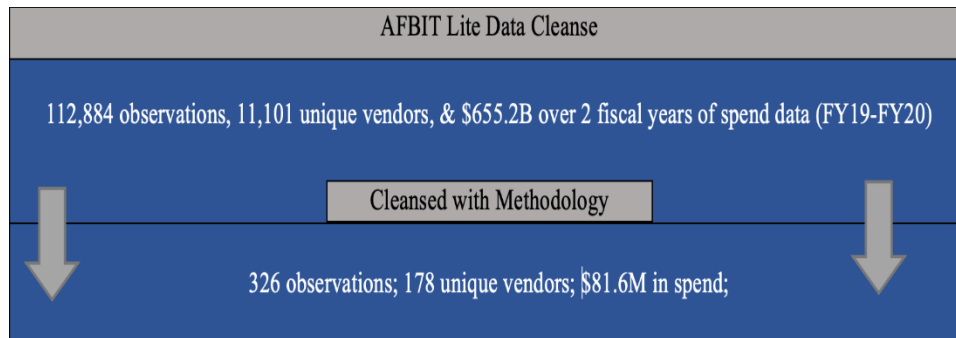 AFBIT Lite Data Cleanse
112,884 observations, 11,101 unique vendors, & $655.2B over 2 fiscal years of spend data (FY19-FY20)
Cleansed with Methodology
326 observations; 178 unique vendors; $81.6M in spend;